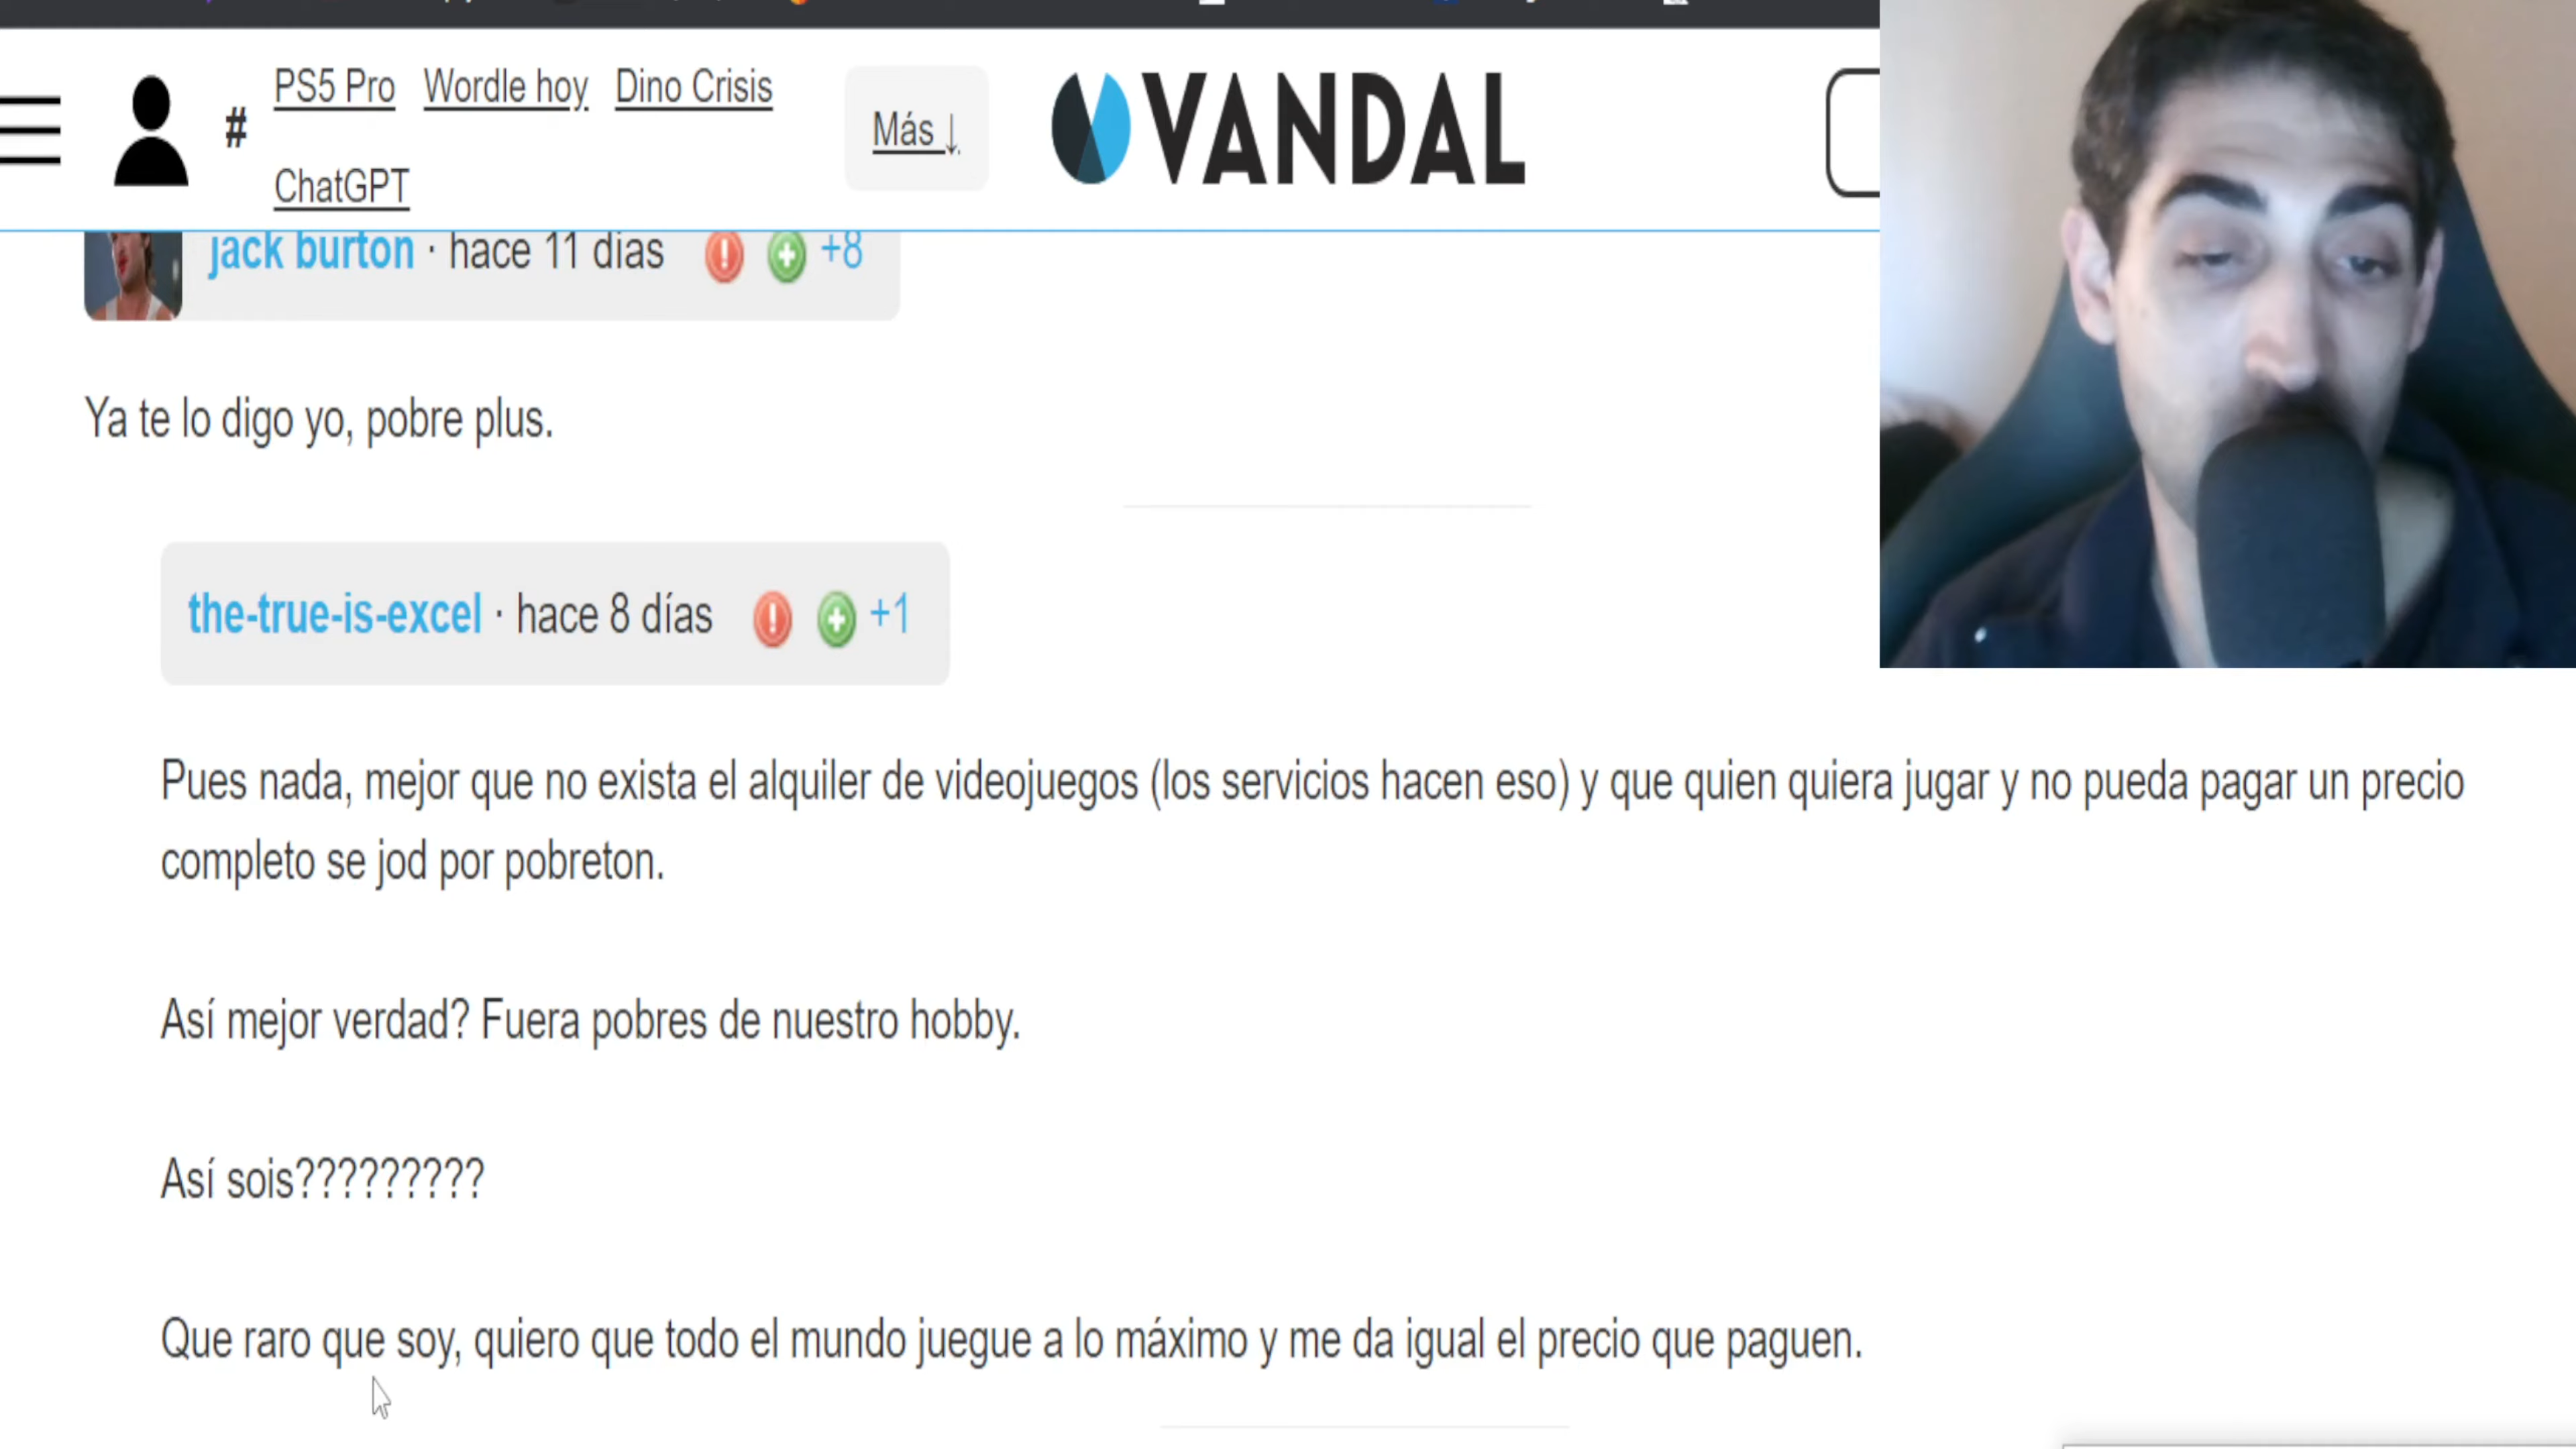 PS5 Pro Wordle hoy Dino Crisis
#
ChatGPT
Más ↓
VANDAL
jack burton · hace 11 días +8
Ya te lo digo yo, pobre plus.
the-true-is-excel · hace 8 días +1
Pues nada, mejor que no exista el alquiler de videojuegos (los servicios hacen eso) y que quien quiera jugar y no pueda pagar un precio
completo se jod por pobreton.
Así mejor verdad? Fuera pobres de nuestro hobby.
Así sois?????????
Que raro que soy, quiero que todo el mundo juegue a lo máximo y me da igual el precio que paguen.